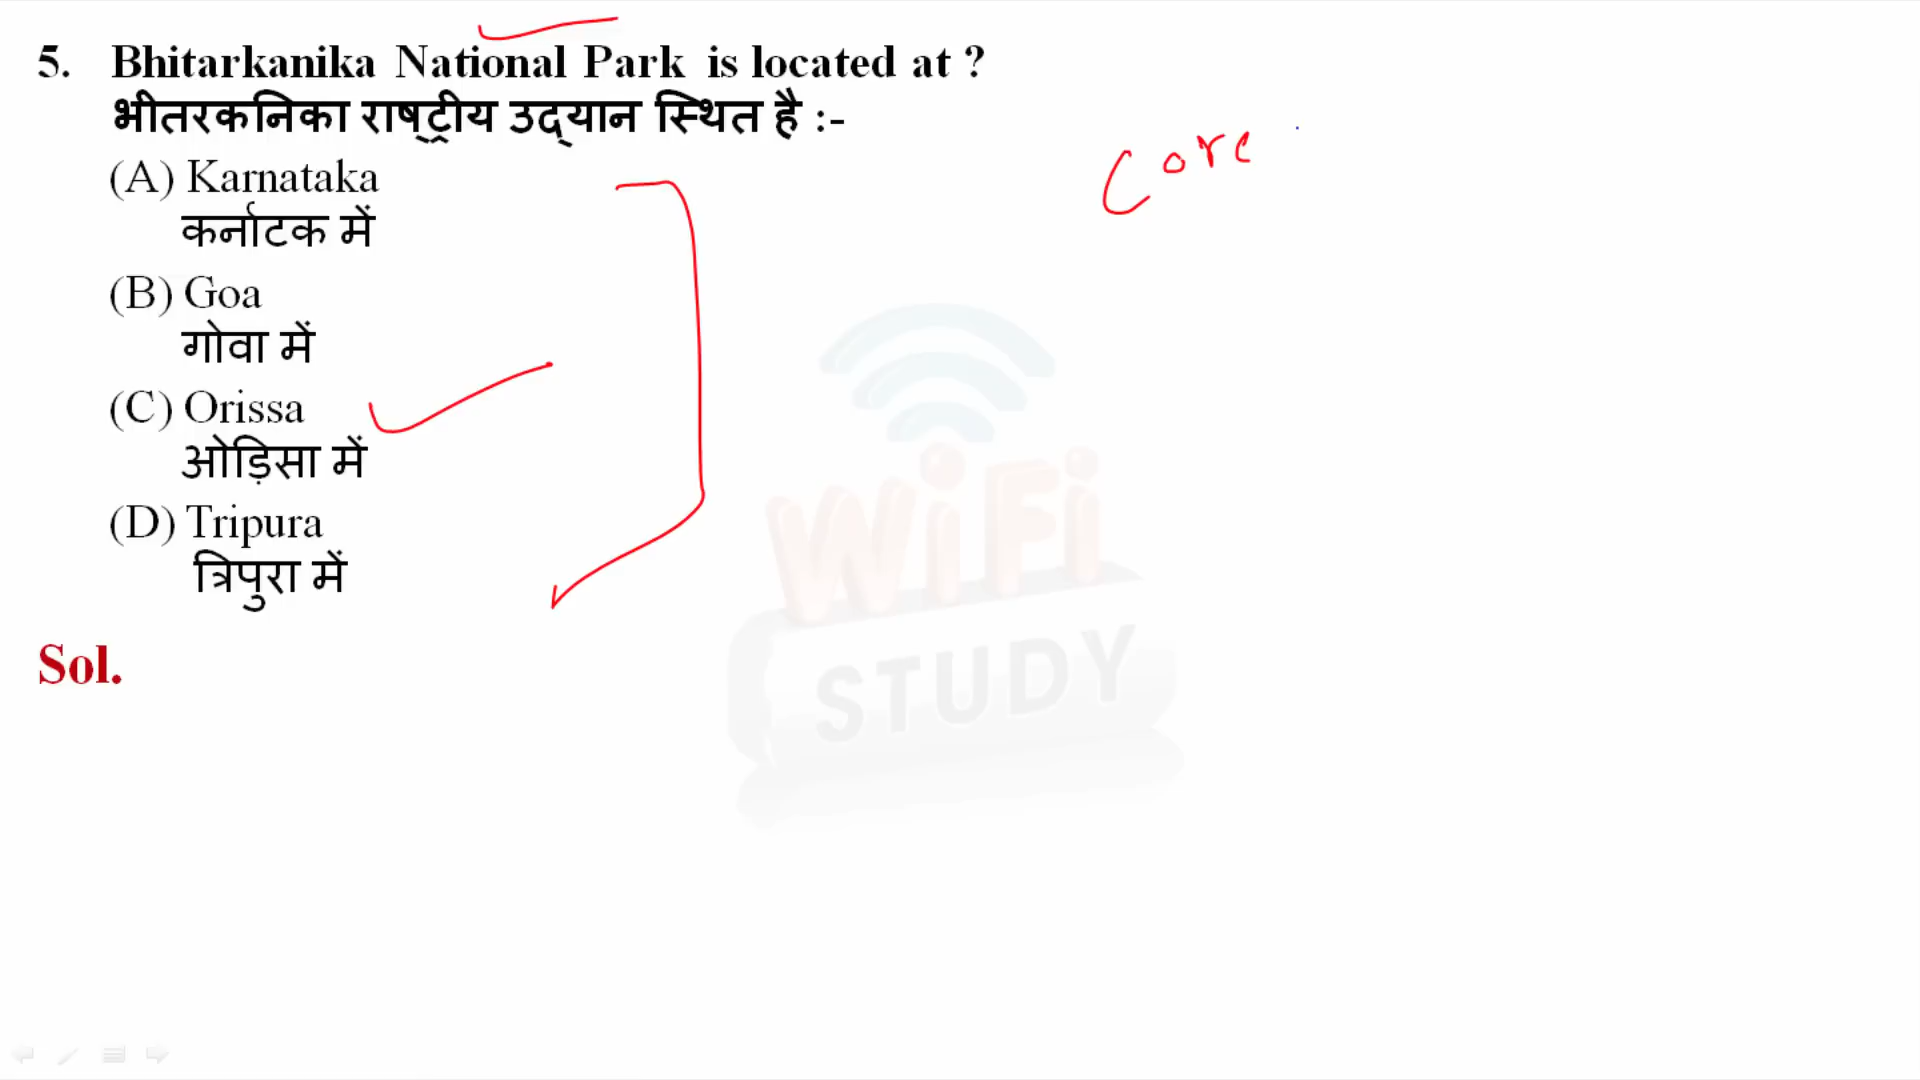 5. Bhitarkanika National Park is located at ?
भीतरकनिका राष्ट्रीय उद्यान स्थित है :-
Core
(A) Karnataka
कर्नाटक में
(B) Goa
गोवा में
(C) Orissa
ओड़िसा में
(D) Tripura
त्रिपुरा में
Sol.
WiFi
STUDY